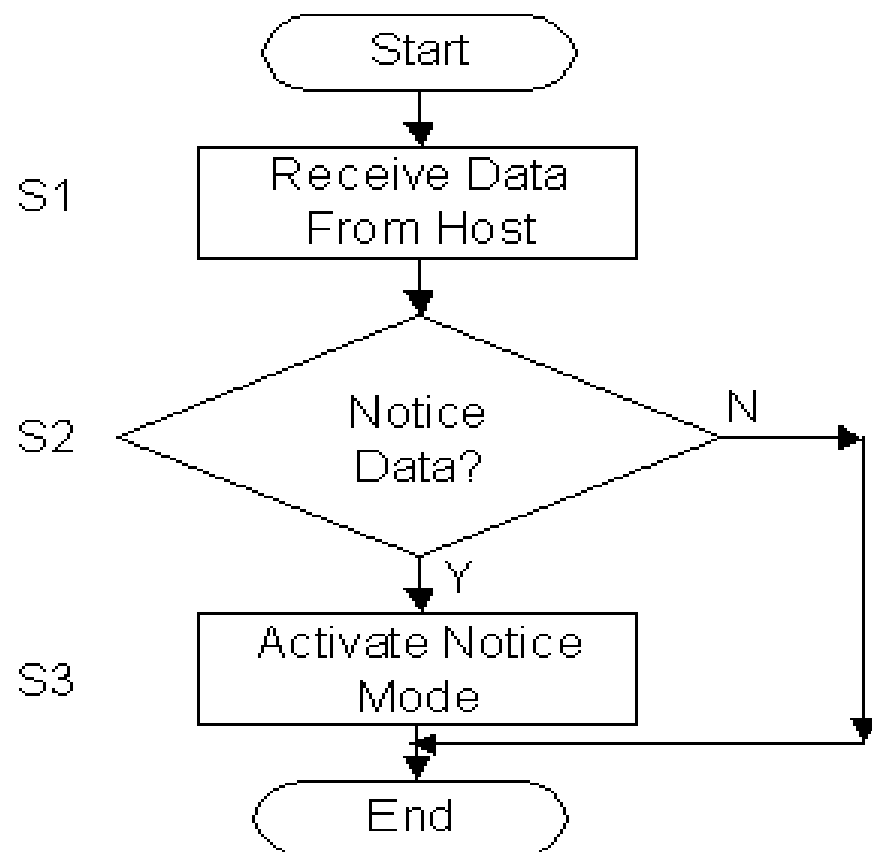 Start
S1
Receive Data
From Host
S2
Notice
Data?
N
Y
S3
Activate Notice
Mode
End